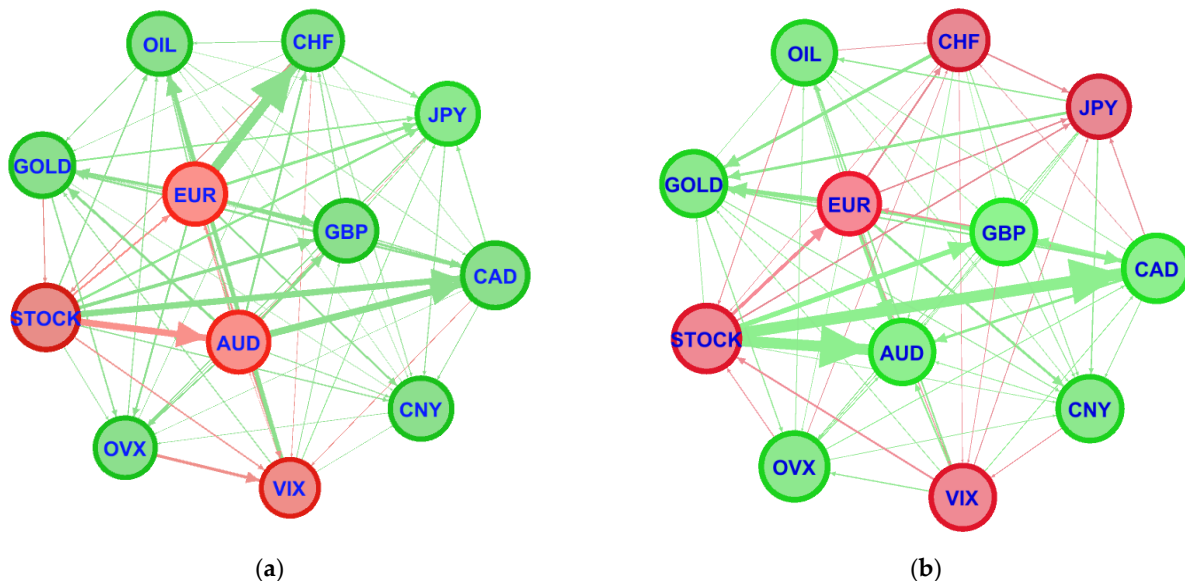 OIL
CHF
JPY
GOLD
EUR
GBP
CAD
STOCK
AUD
CNY
OVX
VIX
(a)
OIL
CHF
JPY
GOLD
EUR
GBP
CAD
STOCK
AUD
CNY
OVX
VIX
(b)